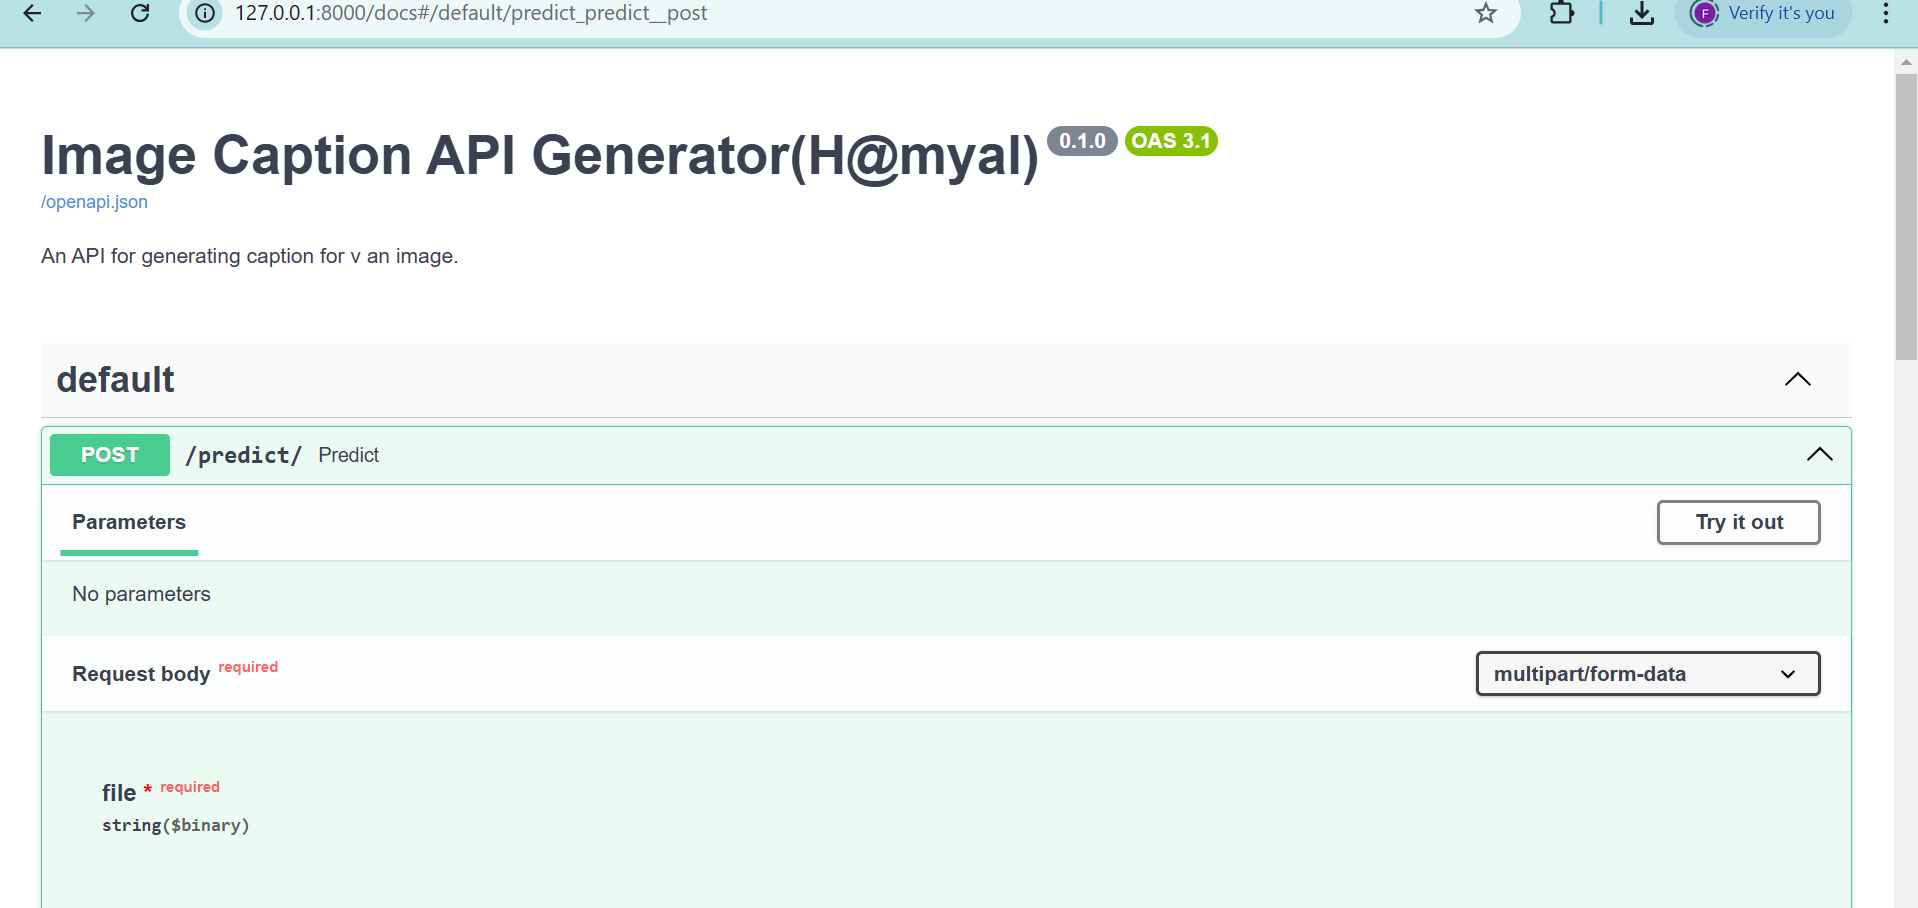 127.0.0.1:8000/docs#/default/predict_predict__post
F
Verify it's you
Image Caption API Generator(H@myal) 0.1.0 OAS 3.1
/openapi.json
An API for generating caption for v an image.
default
POST /predict/ Predict
Parameters
Try it out
No parameters
Request body required
multipart/form-data
file * required
string($binary)